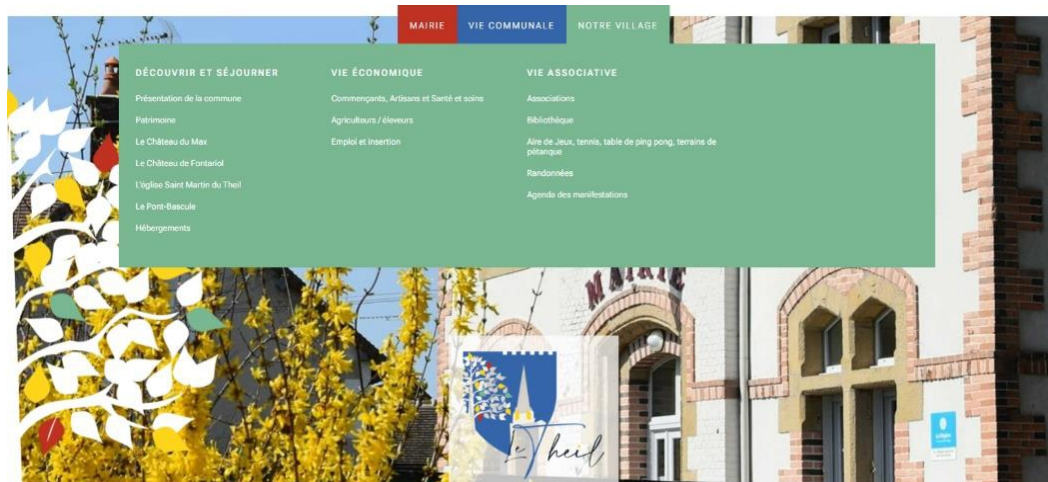 MAIRIE VIE COMMUNALE NOTRE VILLAGE
DÉCOUVRIR ET SÉJOURNER
Présentation de la commune
Patrimoine
Le Château du Max
Le Château de Fontariol
L'église Saint Martin du Theil
Le Pont-Bascule
Hébergements
VIE ÉCONOMIQUE
Commerçants, Artisans et Santé et soins
Agriculteurs / éleveurs
Emploi et Insertion
VIE ASSOCIATIVE
Associations
Bibliothèque
Aire de Jeux, tennis, table de ping pong, terrains de
pétanque
Randonnées
Agenda des manifestations
MAIRIE
Le Theil